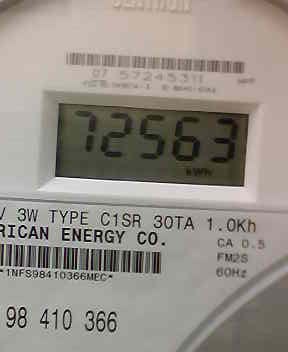 CENTRON
07 57245311
72563
kWh
V 3W TYPE C1SR 30TA 1.0Kh
RICAN ENERGY CO.
CA 0.5
FM2S
60Hz
*1NFS98410366MEC*
98 410 366